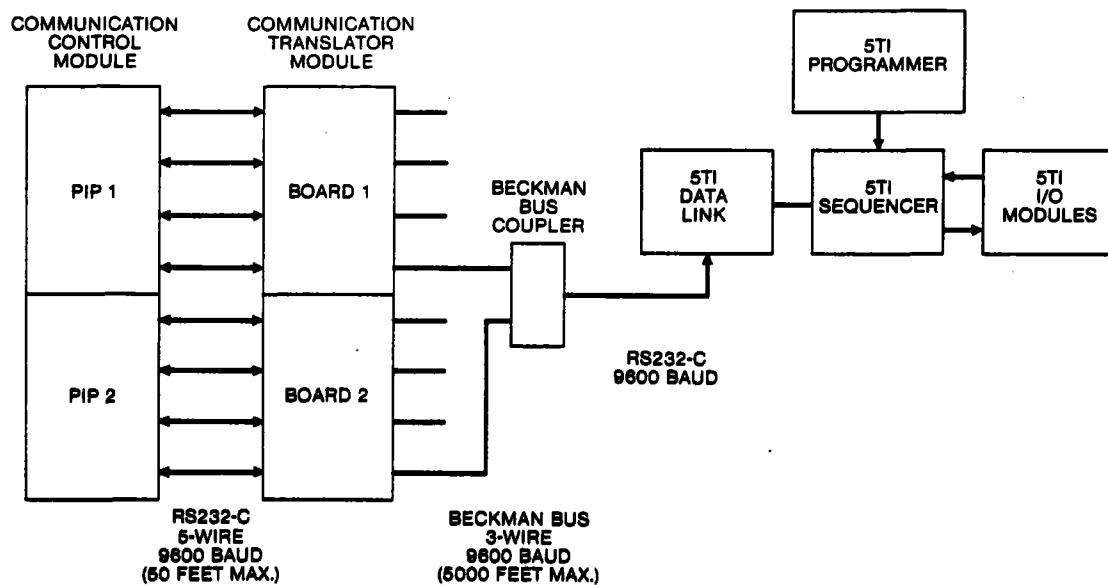 COMMUNICATION
CONTROL
MODULE
COMMUNICATION
TRANSLATOR
MODULE
5TI
PROGRAMMER
PIP 1
BOARD 1
BECKMAN
BUS
COUPLER
5TI
DATA
LINK
5TI
SEQUENCER
5TI
I/O
MODULES
PIP 2
BOARD 2
RS232-C
9600 BAUD
RS232-C
5-WIRE
9600 BAUD
(50 FEET MAX.)
BECKMAN BUS
3-WIRE
9600 BAUD
(5000 FEET MAX.)